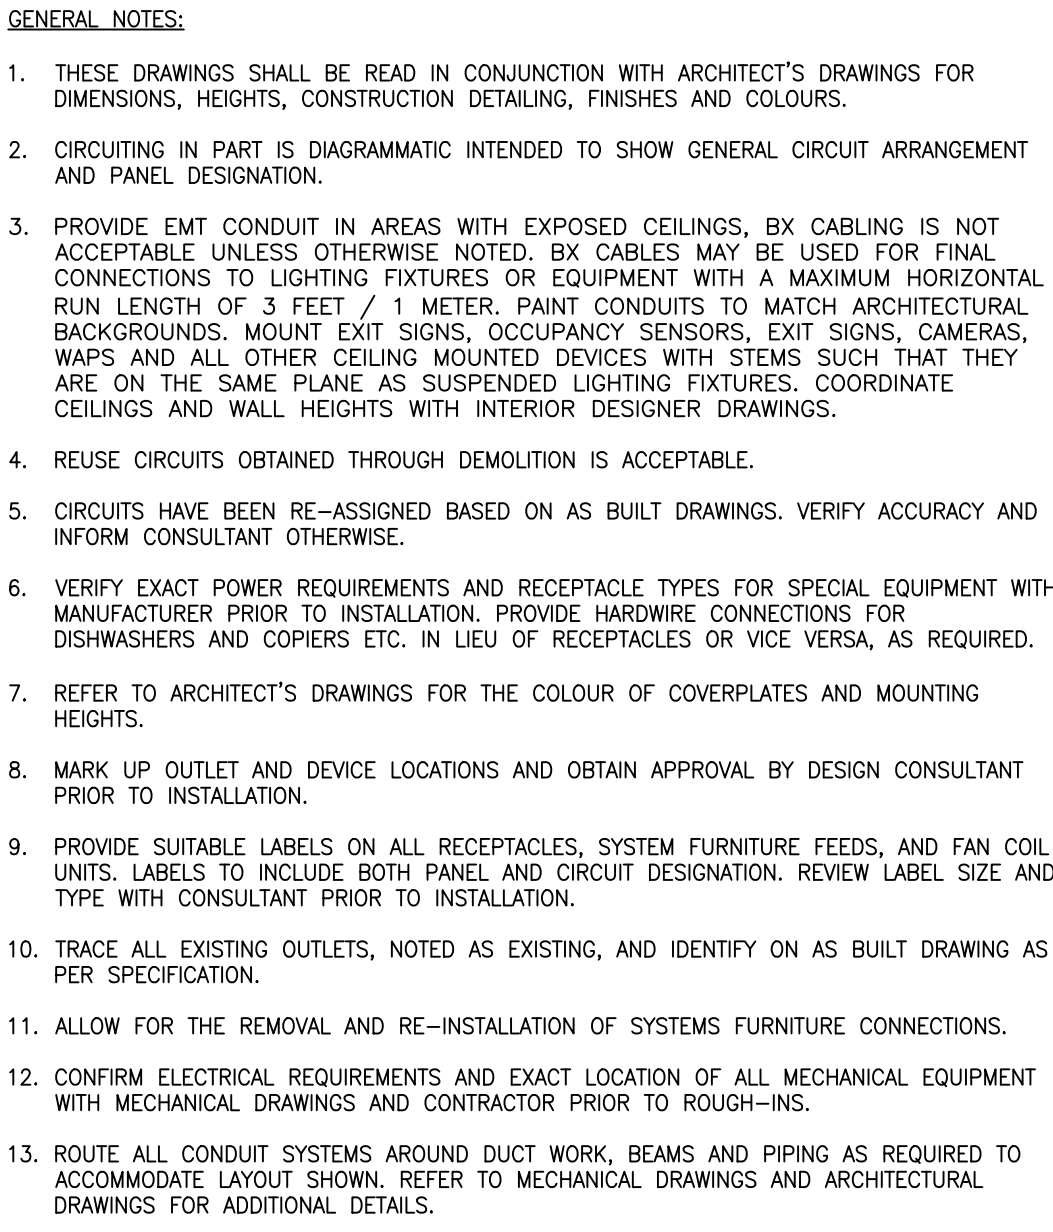 GENERAL NOTES:
1. THESE DRAWINGS SHALL BE READ IN CONJUNCTION WITH ARCHITECT'S DRAWINGS FOR
DIMENSIONS, HEIGHTS, CONSTRUCTION DETAILING, FINISHES AND COLOURS.
2. CIRCUITING IN PART IS DIAGRAMMATIC INTENDED TO SHOW GENERAL CIRCUIT ARRANGEMENT
AND PANEL DESIGNATION.
3. PROVIDE EMT CONDUIT IN AREAS WITH EXPOSED CEILINGS, BX CABLING IS NOT
ACCEPTABLE UNLESS OTHERWISE NOTED. BX CABLES MAY BE USED FOR FINAL
CONNECTIONS TO LIGHTING FIXTURES OR EQUIPMENT WITH A MAXIMUM HORIZONTAL
RUN LENGTH OF 3 FEET / 1 METER. PAINT CONDUITS TO MATCH ARCHITECTURAL
BACKGROUNDS. MOUNT EXIT SIGNS, OCCUPANCY SENSORS, EXIT SIGNS, CAMERAS,
WAPS AND ALL OTHER CEILING MOUNTED DEVICES WITH STEMS SUCH THAT THEY
ARE ON THE SAME PLANE AS SUSPENDED LIGHTING FIXTURES. COORDINATE
CEILINGS AND WALL HEIGHTS WITH INTERIOR DESIGNER DRAWINGS.
4. REUSE CIRCUITS OBTAINED THROUGH DEMOLITION IS ACCEPTABLE.
5. CIRCUITS HAVE BEEN RE–ASSIGNED BASED ON AS BUILT DRAWINGS. VERIFY ACCURACY AND
INFORM CONSULTANT OTHERWISE.
6. VERIFY EXACT POWER REQUIREMENTS AND RECEPTACLE TYPES FOR SPECIAL EQUIPMENT WITH
MANUFACTURER PRIOR TO INSTALLATION. PROVIDE HARDWIRE CONNECTIONS FOR
DISHWASHERS AND COPIERS ETC. IN LIEU OF RECEPTACLES OR VICE VERSA, AS REQUIRED.
7. REFER TO ARCHITECT'S DRAWINGS FOR THE COLOUR OF COVERPLATES AND MOUNTING
HEIGHTS.
8. MARK UP OUTLET AND DEVICE LOCATIONS AND OBTAIN APPROVAL BY DESIGN CONSULTANT
PRIOR TO INSTALLATION.
9. PROVIDE SUITABLE LABELS ON ALL RECEPTACLES, SYSTEM FURNITURE FEEDS, AND FAN COIL
UNITS. LABELS TO INCLUDE BOTH PANEL AND CIRCUIT DESIGNATION. REVIEW LABEL SIZE AND
TYPE WITH CONSULTANT PRIOR TO INSTALLATION.
10. TRACE ALL EXISTING OUTLETS, NOTED AS EXISTING, AND IDENTIFY ON AS BUILT DRAWING AS
PER SPECIFICATION.
11. ALLOW FOR THE REMOVAL AND RE–INSTALLATION OF SYSTEMS FURNITURE CONNECTIONS.
12. CONFIRM ELECTRICAL REQUIREMENTS AND EXACT LOCATION OF ALL MECHANICAL EQUIPMENT
WITH MECHANICAL DRAWINGS AND CONTRACTOR PRIOR TO ROUGH–INS.
13. ROUTE ALL CONDUIT SYSTEMS AROUND DUCT WORK, BEAMS AND PIPING AS REQUIRED TO
ACCOMMODATE LAYOUT SHOWN. REFER TO MECHANICAL DRAWINGS AND ARCHITECTURAL
DRAWINGS FOR ADDITIONAL DETAILS.